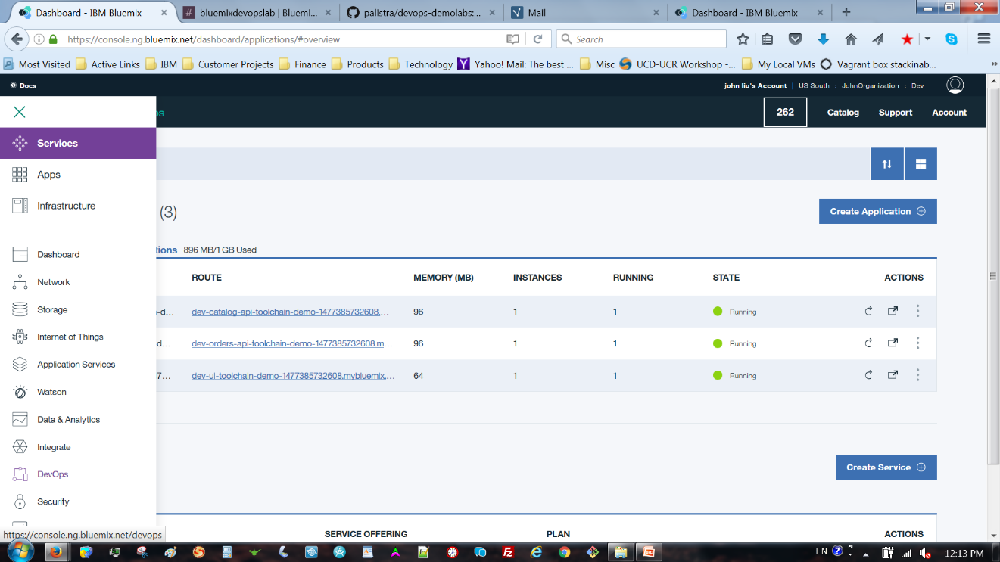 Dashboard - IBM Bluemix
bluemixdevopslab | Bluemi...
palistra/devops-demolabs:...
Mail
Dashboard - IBM Bluemix
https://console.ng.bluemix.net/dashboard/applications/#overview
Search
Most Visited
Active Links
IBM
Customer Projects
Finance
Products
Technology
Yahoo! Mail: The best ...
Misc
UCD-UCR Workshop -...
My Local VMs
Vagrant box stackinab...
Docs
john liu's Account | US South : JohnOrganization : Dev
ps
262
Catalog
Support
Account
Services
Apps
Infrastructure
Dashboard
Network
Storage
Internet of Things
Application Services
Watson
Data & Analytics
Integrate
DevOps
Security
(3)
Create Application
tions 896 MB/1 GB Used
ROUTE MEMORY (MB) INSTANCES RUNNING STATE ACTIONS
-d... dev-catalog-api-toolchain-demo-1477385732608.... 96 1 1 Running
d... dev-orders-api-toolchain-demo-1477385732608.m... 96 1 1 Running
47... dev-ui-toolchain-demo-1477385732608.mybluemix.... 64 1 1 Running
Create Service
SERVICE OFFERING PLAN ACTIONS
https://console.ng.bluemix.net/devops
EN
12:13 PM